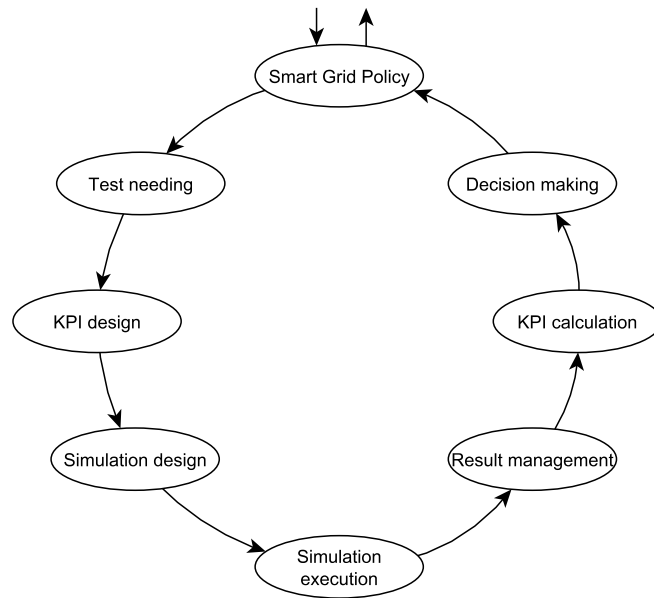 Smart Grid Policy
Test needing
Decision making
KPI design
KPI calculation
Simulation design
Result management
Simulation
execution